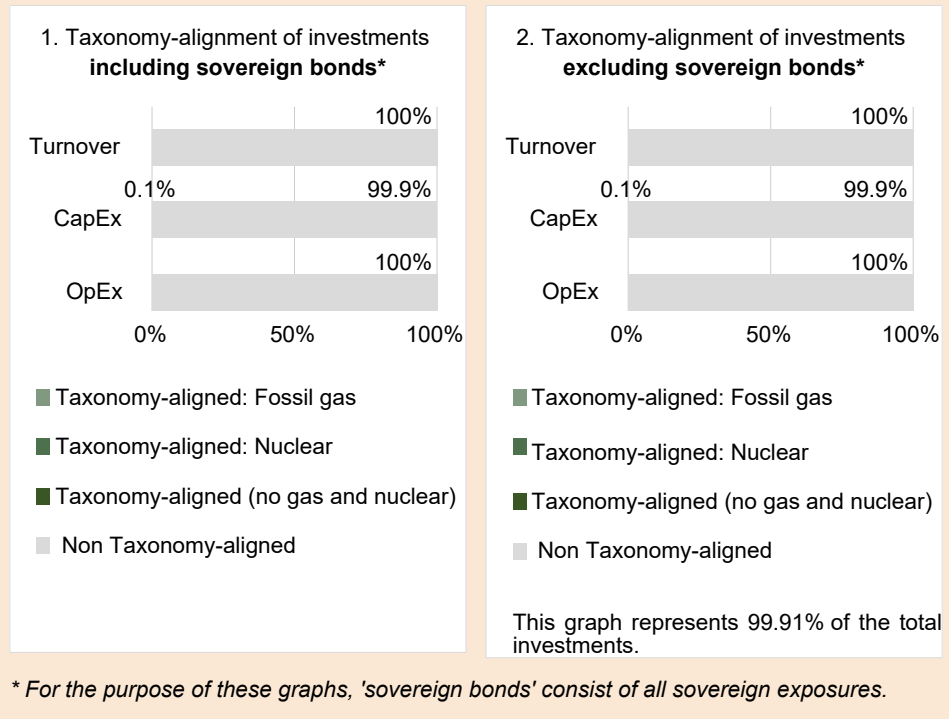 1. Taxonomy-alignment of investments
including sovereign bonds*
100%
Turnover
0.1% 99.9%
CapEx
100%
OpEx
0% 50% 100%
Taxonomy-aligned: Fossil gas
Taxonomy-aligned: Nuclear
Taxonomy-aligned (no gas and nuclear)
Non Taxonomy-aligned
2. Taxonomy-alignment of investments
excluding sovereign bonds*
100%
Turnover
0.1% 99.9%
CapEx
100%
OpEx
0% 50% 100%
Taxonomy-aligned: Fossil gas
Taxonomy-aligned: Nuclear
Taxonomy-aligned (no gas and nuclear)
Non Taxonomy-aligned
This graph represents 99.91% of the total
investments.
* For the purpose of these graphs, 'sovereign bonds' consist of all sovereign exposures.